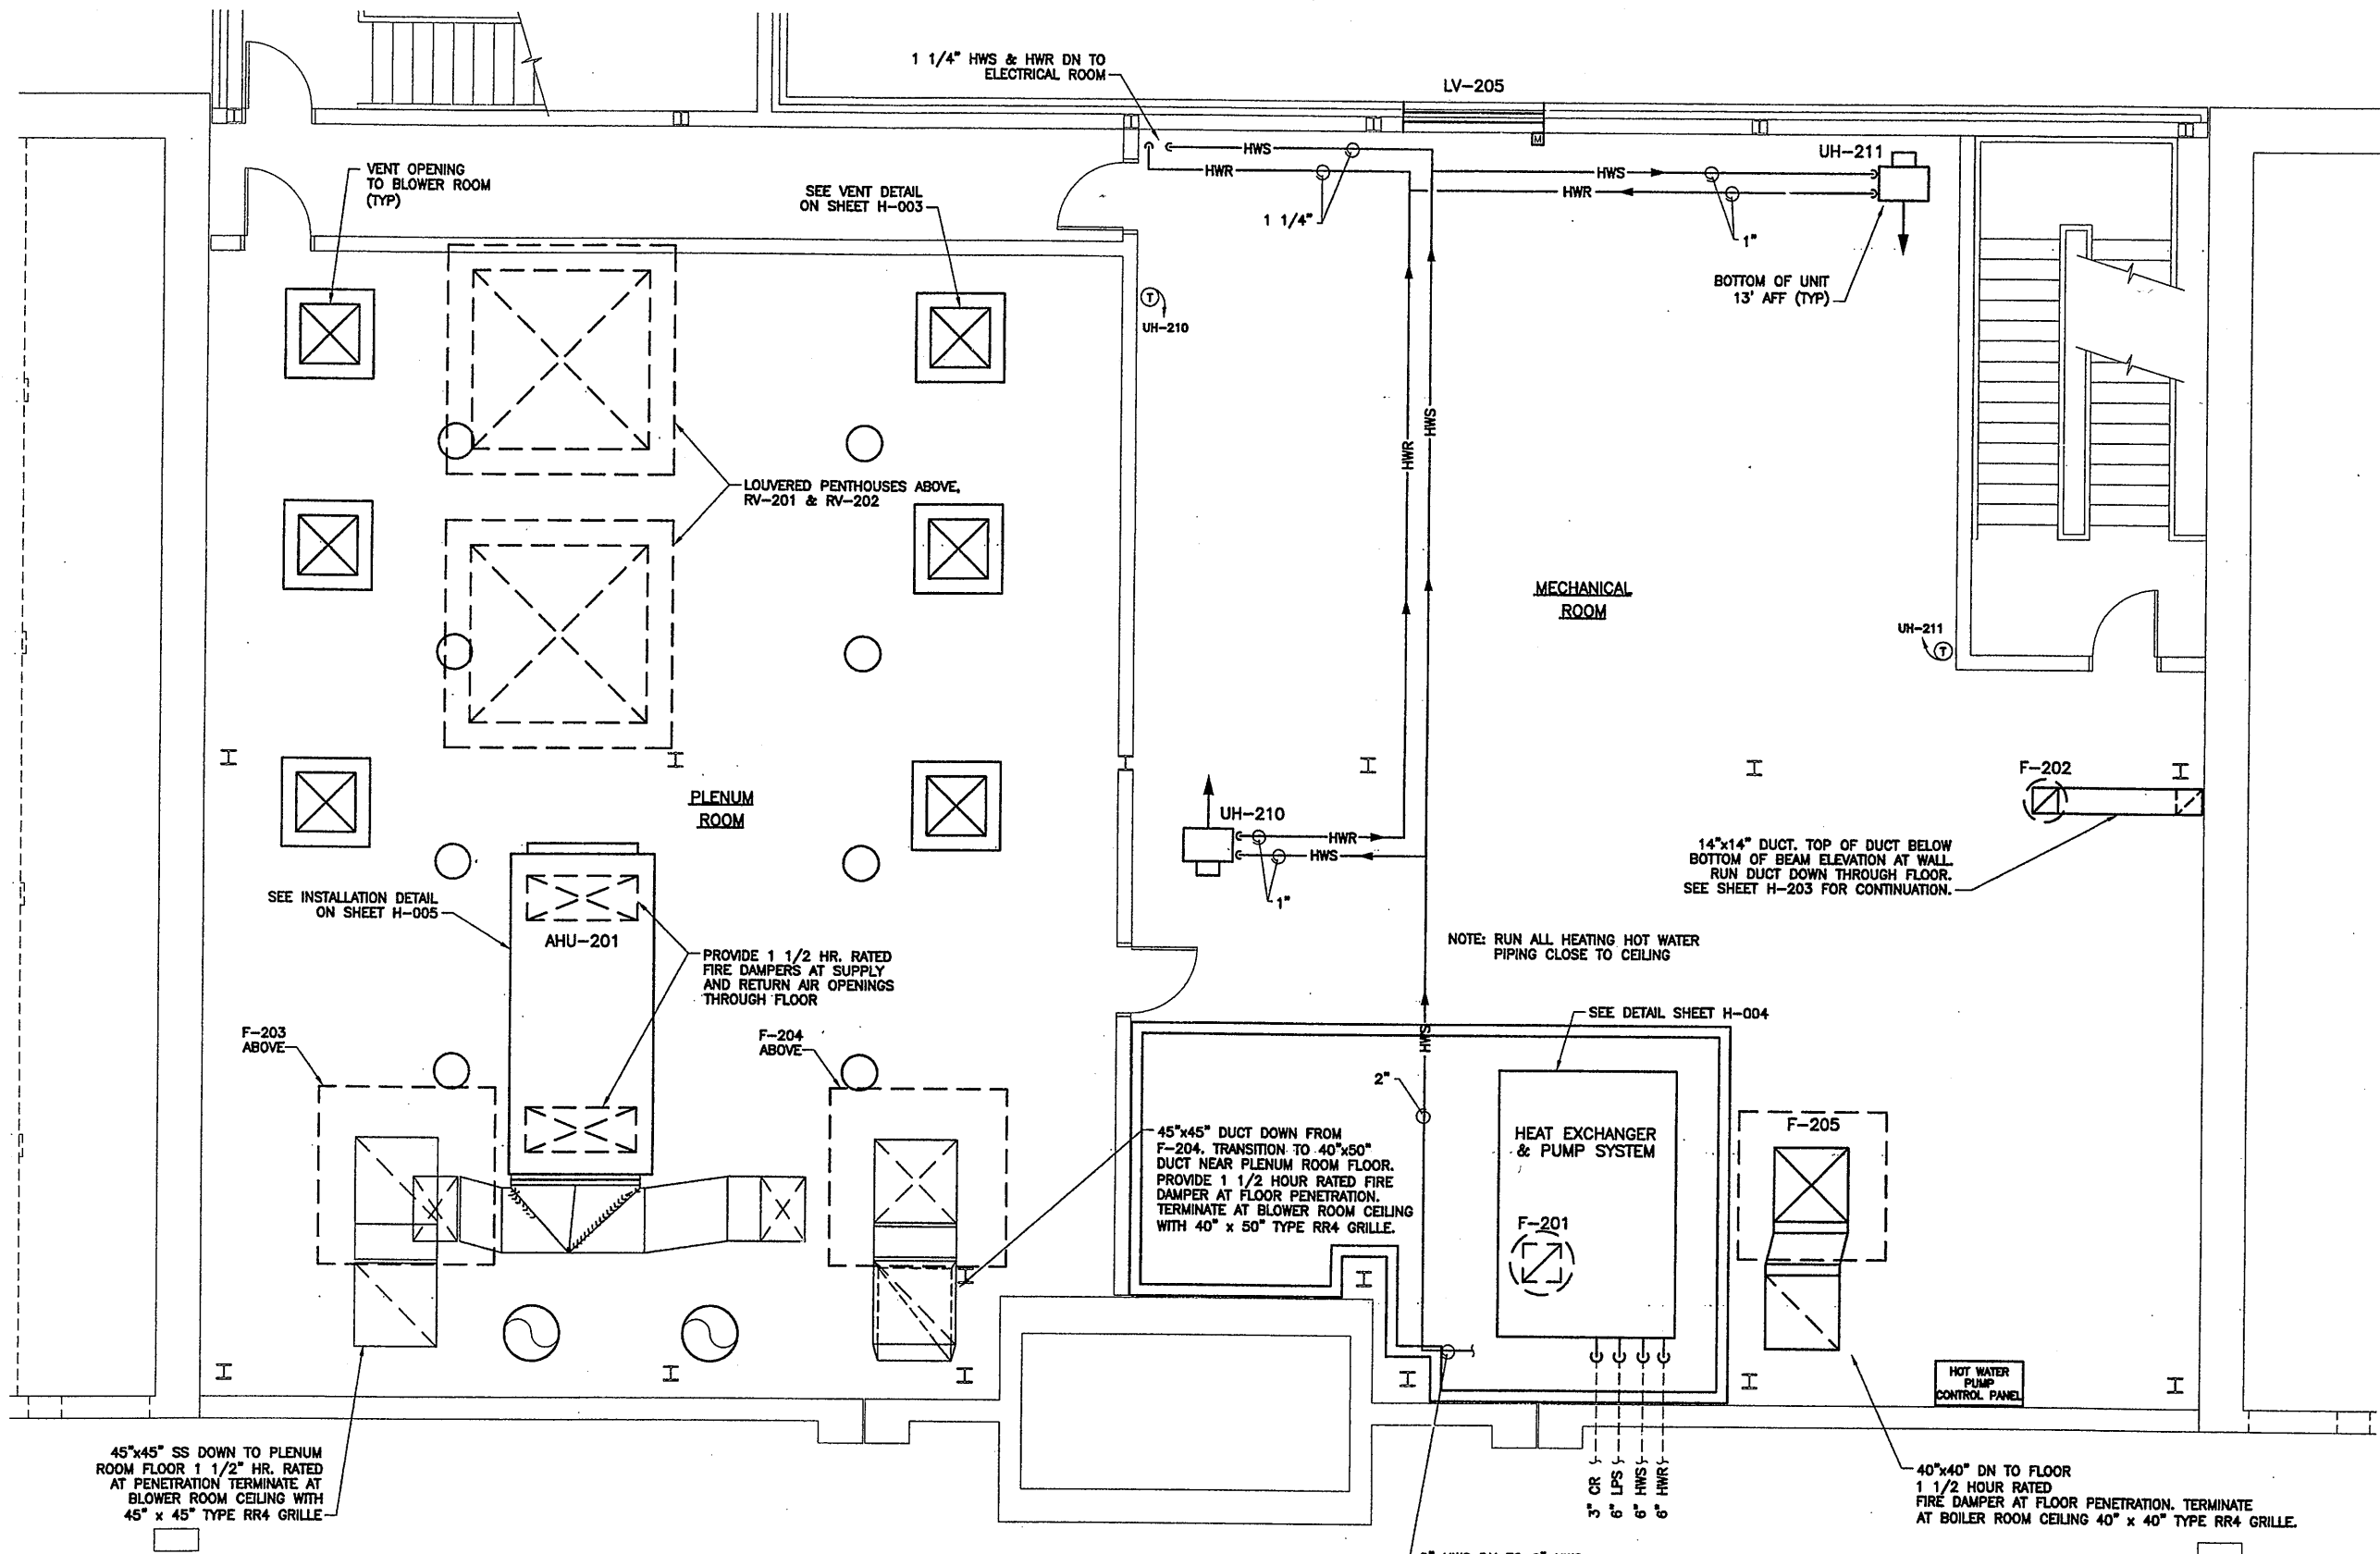 1 1/4" HWS & HWR DN TO
ELECTRICAL ROOM
LV-205
M
VENT OPENING
TO BLOWER ROOM
(TYP)
SEE VENT DETAIL
ON SHEET H-003
HWS
HWR
1 1/4"
HWS
HWR
1"
UH-211
BOTTOM OF UNIT
13' AFF (TYP)
T
UH-210
HWR
HWS
LOUVERED PENTHOUSES ABOVE,
RV-201 & RV-202
MECHANICAL
ROOM
UH-211
T
PLENUM
ROOM
UH-210
HWR
HWS
1"
F-202
14"x14" DUCT. TOP OF DUCT BELOW
BOTTOM OF BEAM ELEVATION AT WALL.
RUN DUCT DOWN THROUGH FLOOR.
SEE SHEET H-203 FOR CONTINUATION.
SEE INSTALLATION DETAIL
ON SHEET H-005
AHU-201
PROVIDE 1 1/2 HR. RATED
FIRE DAMPERS AT SUPPLY
AND RETURN AIR OPENINGS
THROUGH FLOOR
NOTE: RUN ALL HEATING HOT WATER
PIPING CLOSE TO CEILING
SEE DETAIL SHEET H-004
F-203
ABOVE
F-204
ABOVE
HWS
2"
45"x45" DUCT DOWN FROM
F-204. TRANSITION TO 40"x50"
DUCT NEAR PLENUM ROOM FLOOR.
PROVIDE 1 1/2 HOUR RATED FIRE
DAMPER AT FLOOR PENETRATION.
TERMINATE AT BLOWER ROOM CEILING
WITH 40" x 50" TYPE RR4 GRILLE.
HEAT EXCHANGER
& PUMP SYSTEM
F-201
F-205
HOT WATER
PUMP
CONTROL PANEL
45"x45" SS DOWN TO PLENUM
ROOM FLOOR 1 1/2" HR. RATED
AT PENETRATION TERMINATE AT
BLOWER ROOM CEILING WITH
45" x 45" TYPE RR4 GRILLE
3" CR
6" LPS
6" HWS
6" HWR
40"x40" DN TO FLOOR
1 1/2 HOUR RATED
FIRE DAMPER AT FLOOR PENETRATION. TERMINATE
AT BOILER ROOM CEILING 40" x 40" TYPE RR4 GRILLE.